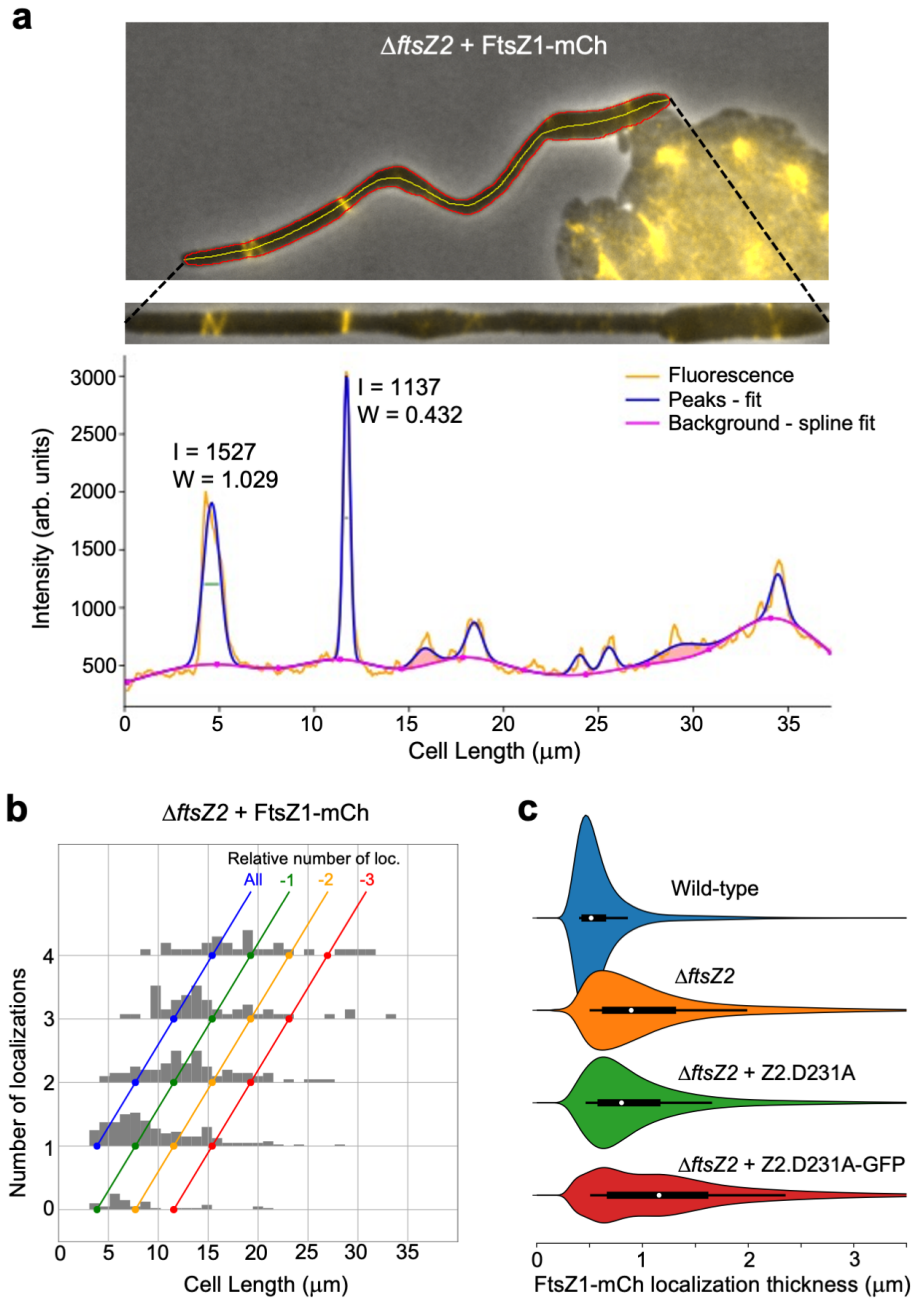 a
ΔftsZ2 + FtsZ1-mCh
I = 1527
W = 1.029
I = 1137
W = 0.432
Fluorescence
Peaks - fit
Background - spline fit
Intensity (arb. units)
3000
2500
2000
1500
1000
500
0 5 10 15 20 25 30 35
Cell Length (μm)
b
ΔftsZ2 + FtsZ1-mCh
Relative number of loc.
All -1 -2 -3
Number of localizations
4
3
2
1
0
0 5 10 15 20 25 30 35
Cell Length (μm)
c
Wild-type
ΔftsZ2
ΔftsZ2 + Z2.D231A
ΔftsZ2 + Z2.D231A-GFP
0 1 2 3
FtsZ1-mCh localization thickness (μm)